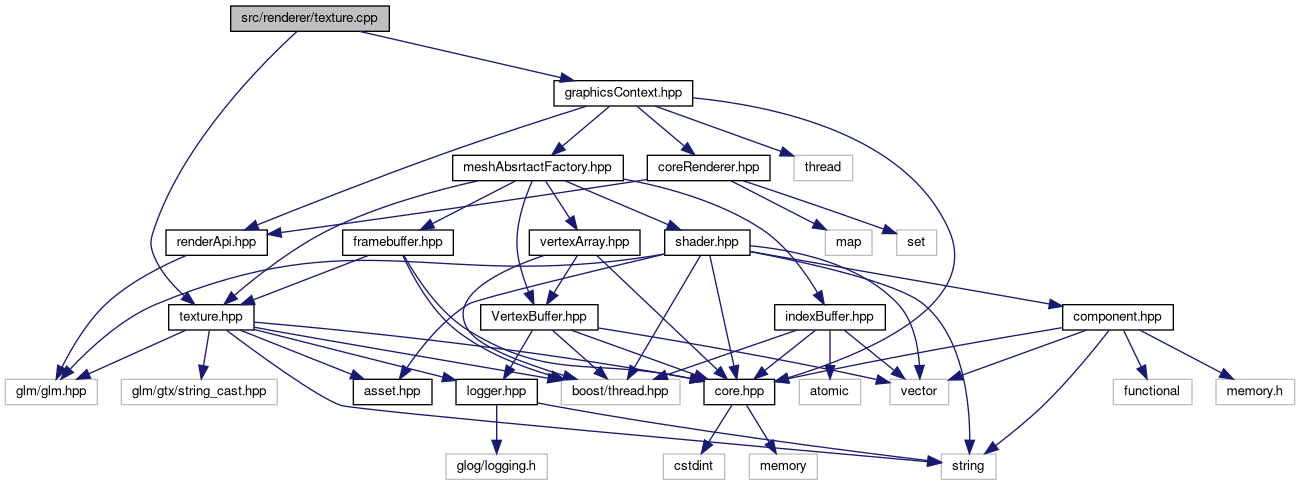 src/renderer/texture.cpp
graphicsContext.hpp
meshAbsrtactFactory.hpp
coreRenderer.hpp
thread
renderApi.hpp
framebuffer.hpp
vertexArray.hpp
shader.hpp
map
set
texture.hpp
VertexBuffer.hpp
indexBuffer.hpp
component.hpp
glm/glm.hpp
glm/gtx/string_cast.hpp
asset.hpp
logger.hpp
boost/thread.hpp
core.hpp
atomic
vector
functional
memory.h
glog/logging.h
cstdint
memory
string